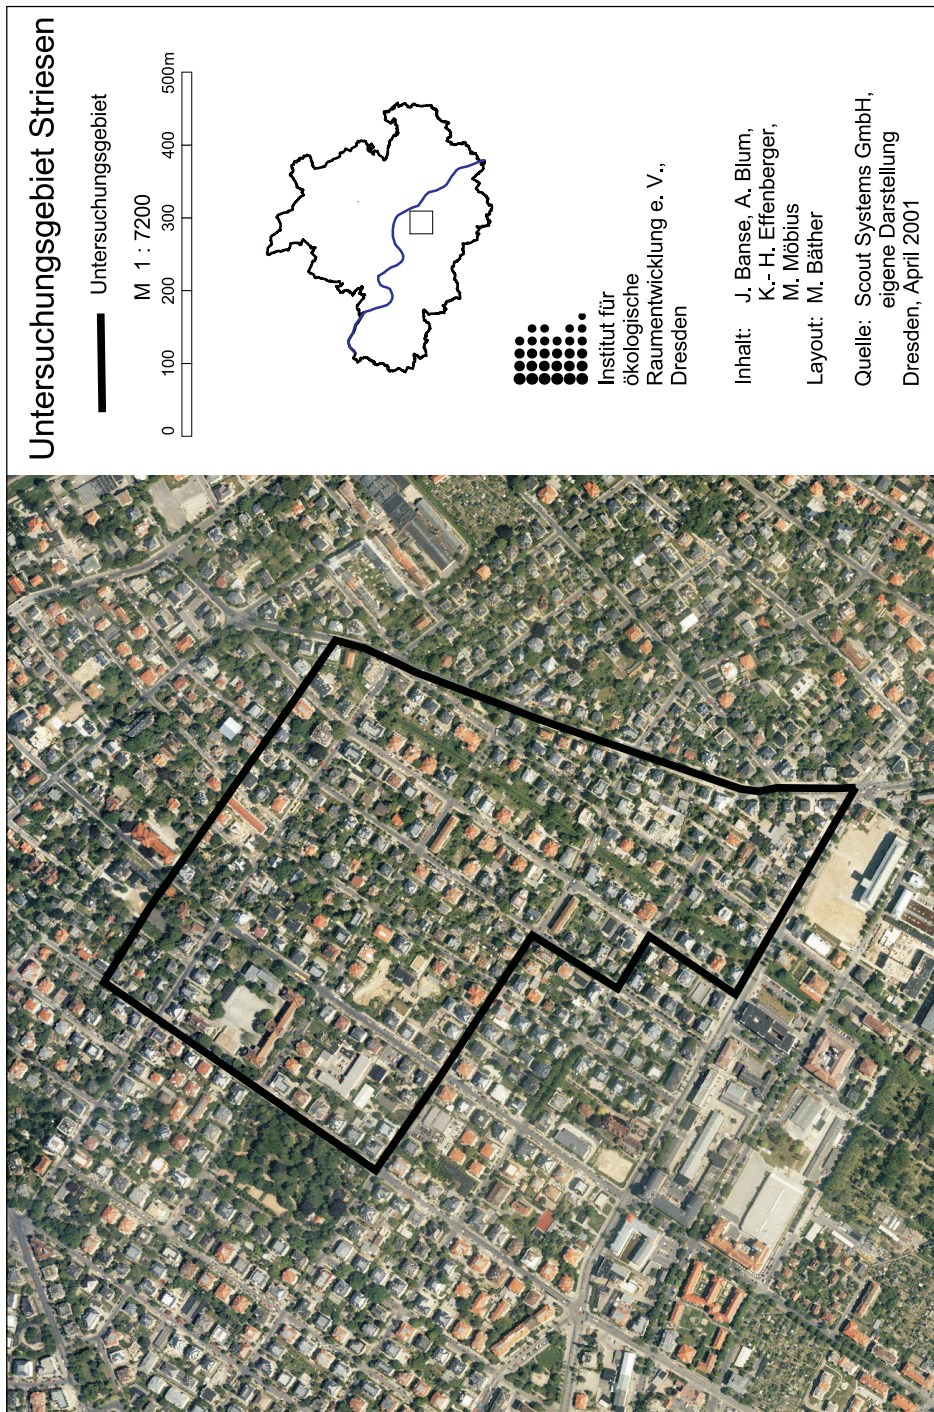 Untersuchungsgebiet Striesen
Untersuchungsgebiet
M 1 : 7200
0 100 200 300 400 500m
Institut für
ökologische
Raumentwicklung e. V.,
Dresden
Inhalt: J. Banse, A. Blum,
K.- H. Effenberger,
M. Möbius
Layout: M. Bäther
Quelle: Scout Systems GmbH,
eigene Darstellung
Dresden, April 2001